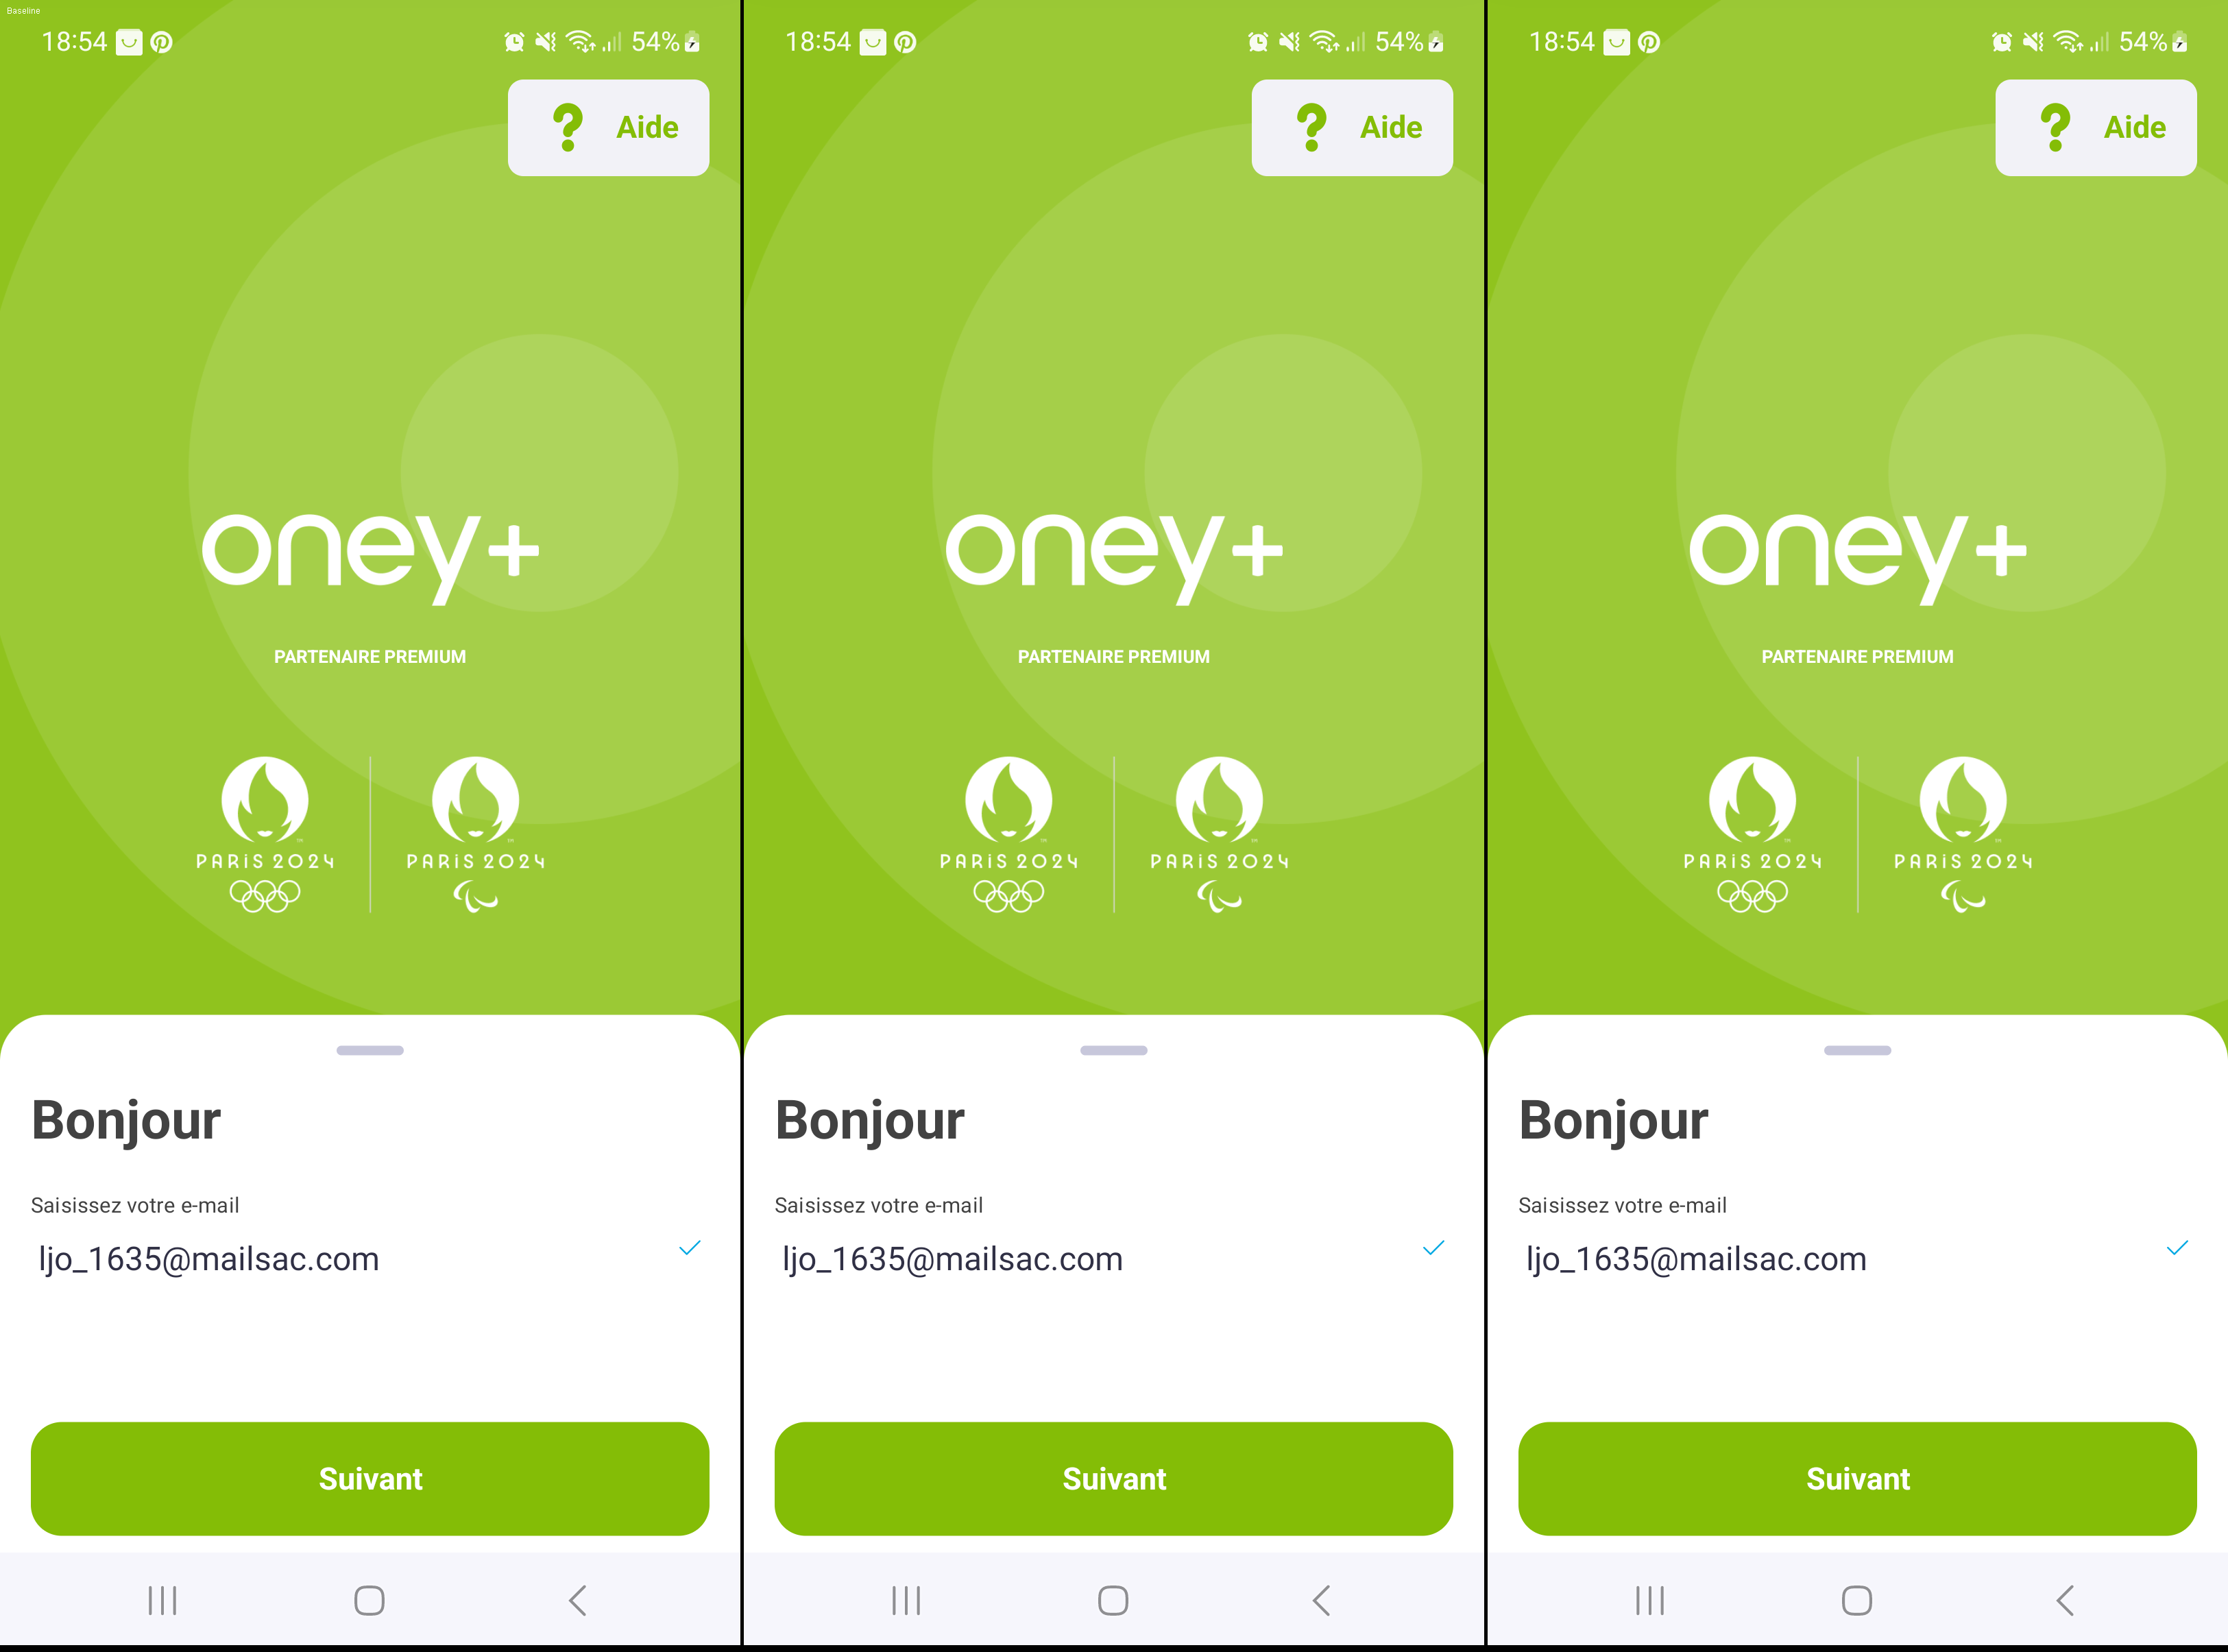 Baseline
18:54 54%
? Aide
oney+
PARTENAIRE PREMIUM
PARiS 2024 PARiS 2024
Bonjour
Saisissez votre e-mail
ljo_1635@mailsac.com
Suivant
18:54 54%
? Aide
oney+
PARTENAIRE PREMIUM
PARiS 2024 PARiS 2024
Bonjour
Saisissez votre e-mail
ljo_1635@mailsac.com
Suivant
18:54 54%
? Aide
oney+
PARTENAIRE PREMIUM
PARiS 2024 PARiS 2024
Bonjour
Saisissez votre e-mail
ljo_1635@mailsac.com
Suivant